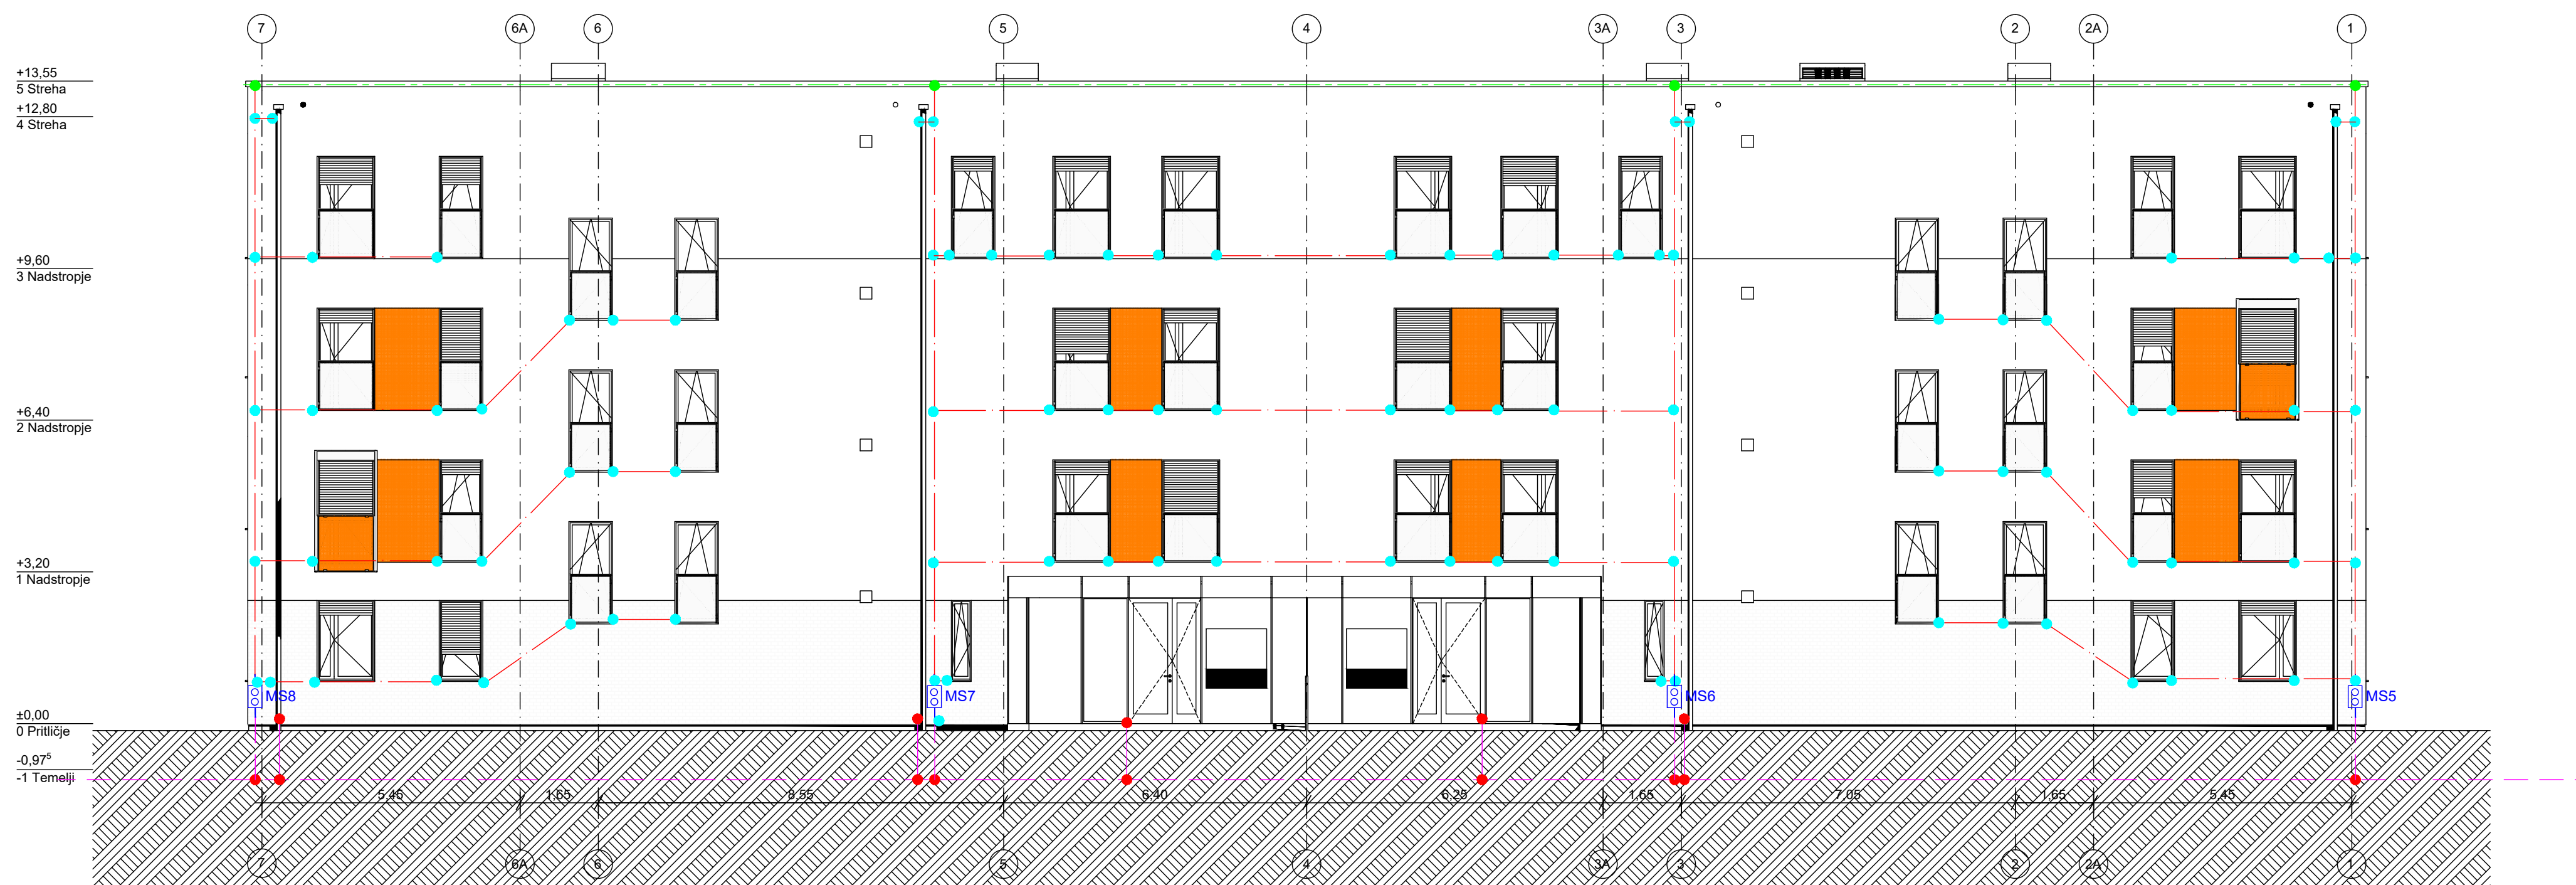 7 6A 6 5 4 3A 3 2 2A 1
+13,55
5 Streha
+12,80
4 Streha
+9,60
3 Nadstropje
+6,40
2 Nadstropje
+3,20
1 Nadstropje
MS8 MS7 MS6 MS5
±0,00
0 Pritličje
-0,97⁵
-1 Temelji
5,45 1,65 8,55 6,40 6,25 1,65 7,05 1,65 5,45
7 6A 6 5 4 3A 3 2 2A 1